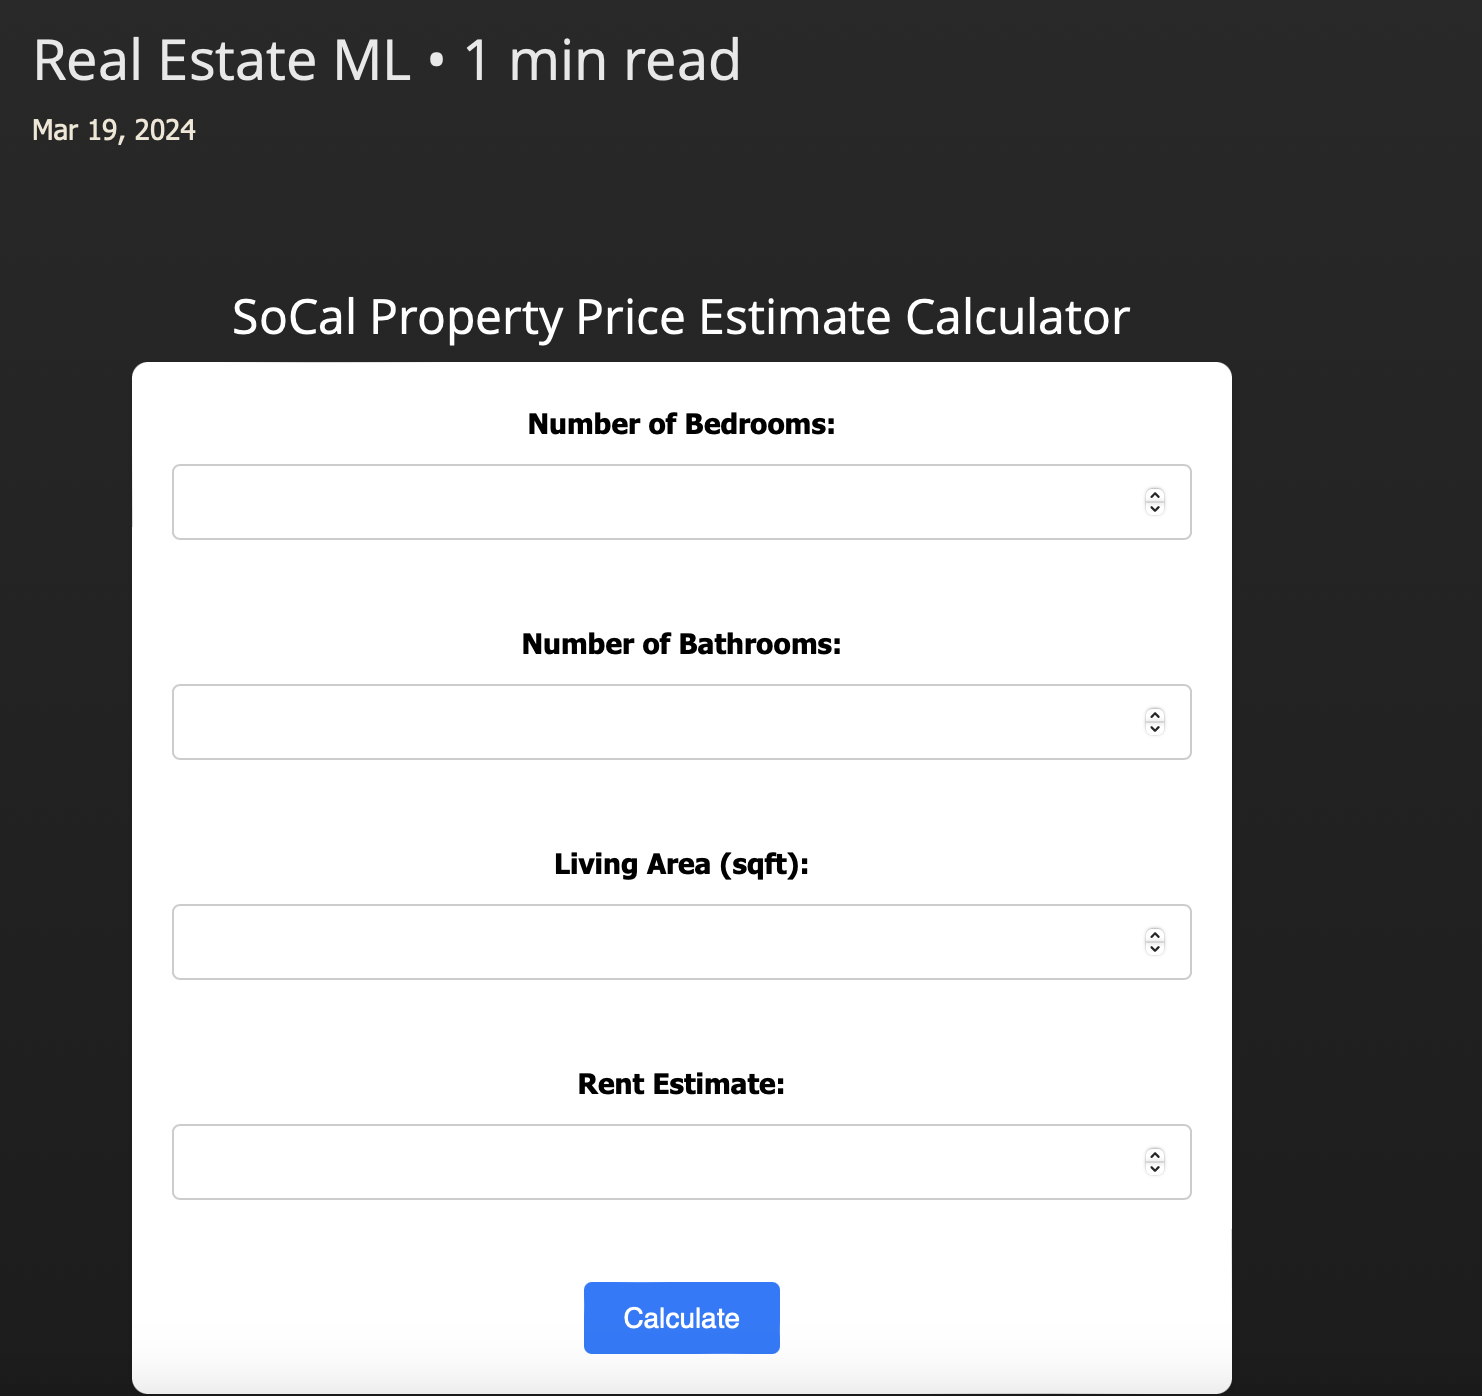 Real Estate ML • 1 min read
Mar 19, 2024
SoCal Property Price Estimate Calculator
Number of Bedrooms:
Number of Bathrooms:
Living Area (sqft):
Rent Estimate:
Calculate